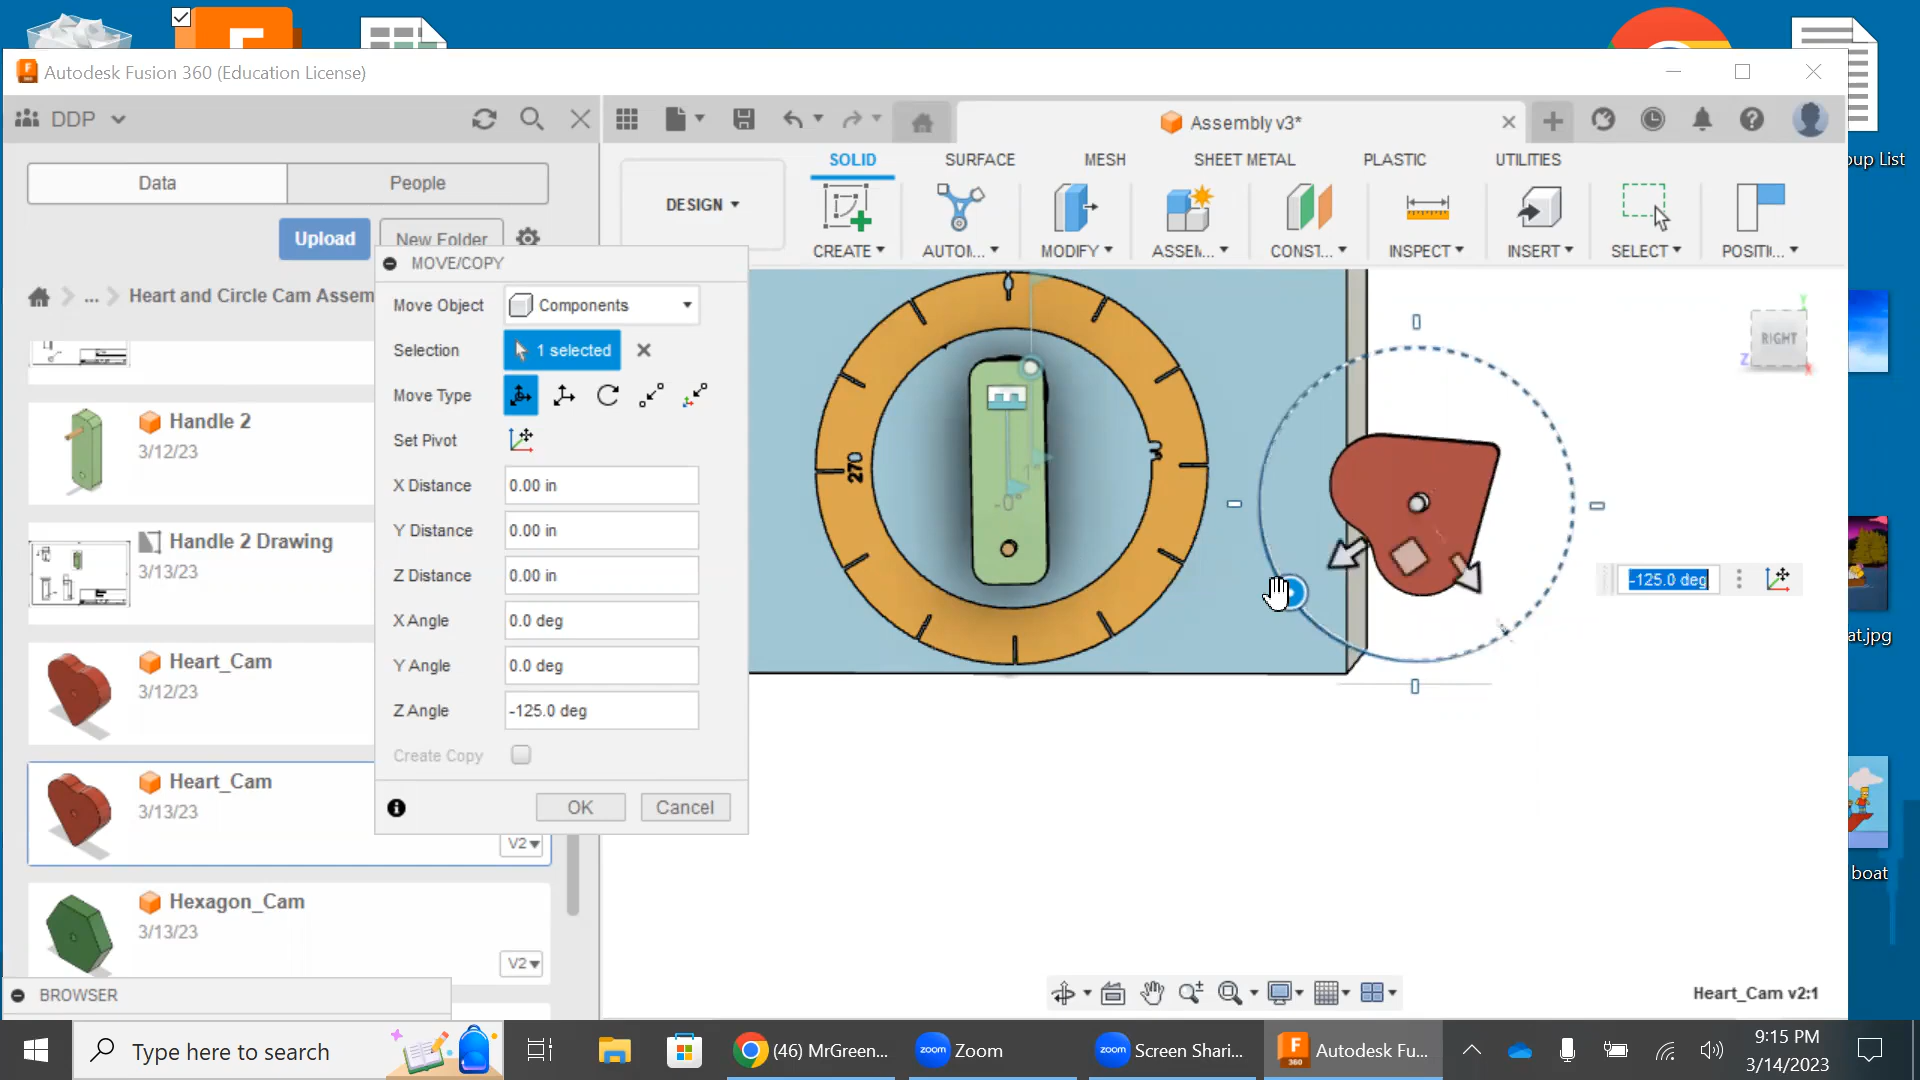 F
Autodesk Fusion 360 (Education License)
DDP
Assembly v3*
Data
People
Upload
New Folder
... Heart and Circle Cam Assem
Handle 2
3/12/23
Handle 2 Drawing
3/13/23
Heart_Cam
3/12/23
Heart_Cam
3/13/23
V2
Hexagon_Cam
3/13/23
V2
BROWSER
SOLID
SURFACE
MESH
SHEET METAL
PLASTIC
UTILITIES
DESIGN
CREATE
AUTOM...
MODIFY
ASSEM...
CONST...
INSPECT
INSERT
SELECT
POSITI...
MOVE/COPY
Move Object Components
Selection 1 selected
Move Type
Set Pivot
X Distance 0.00 in
Y Distance 0.00 in
Z Distance 0.00 in
X Angle 0.0 deg
Y Angle 0.0 deg
Z Angle -125.0 deg
Create Copy
OK
Cancel
0
270
-0°
-125.0 deg
RIGHT
Y
Z
X
Heart_Cam v2:1
oup List
at.jpg
boat
Type here to search
(46) MrGreen...
zoom Zoom
zoom Screen Shari...
F 360 Autodesk Fu...
9:15 PM
3/14/2023